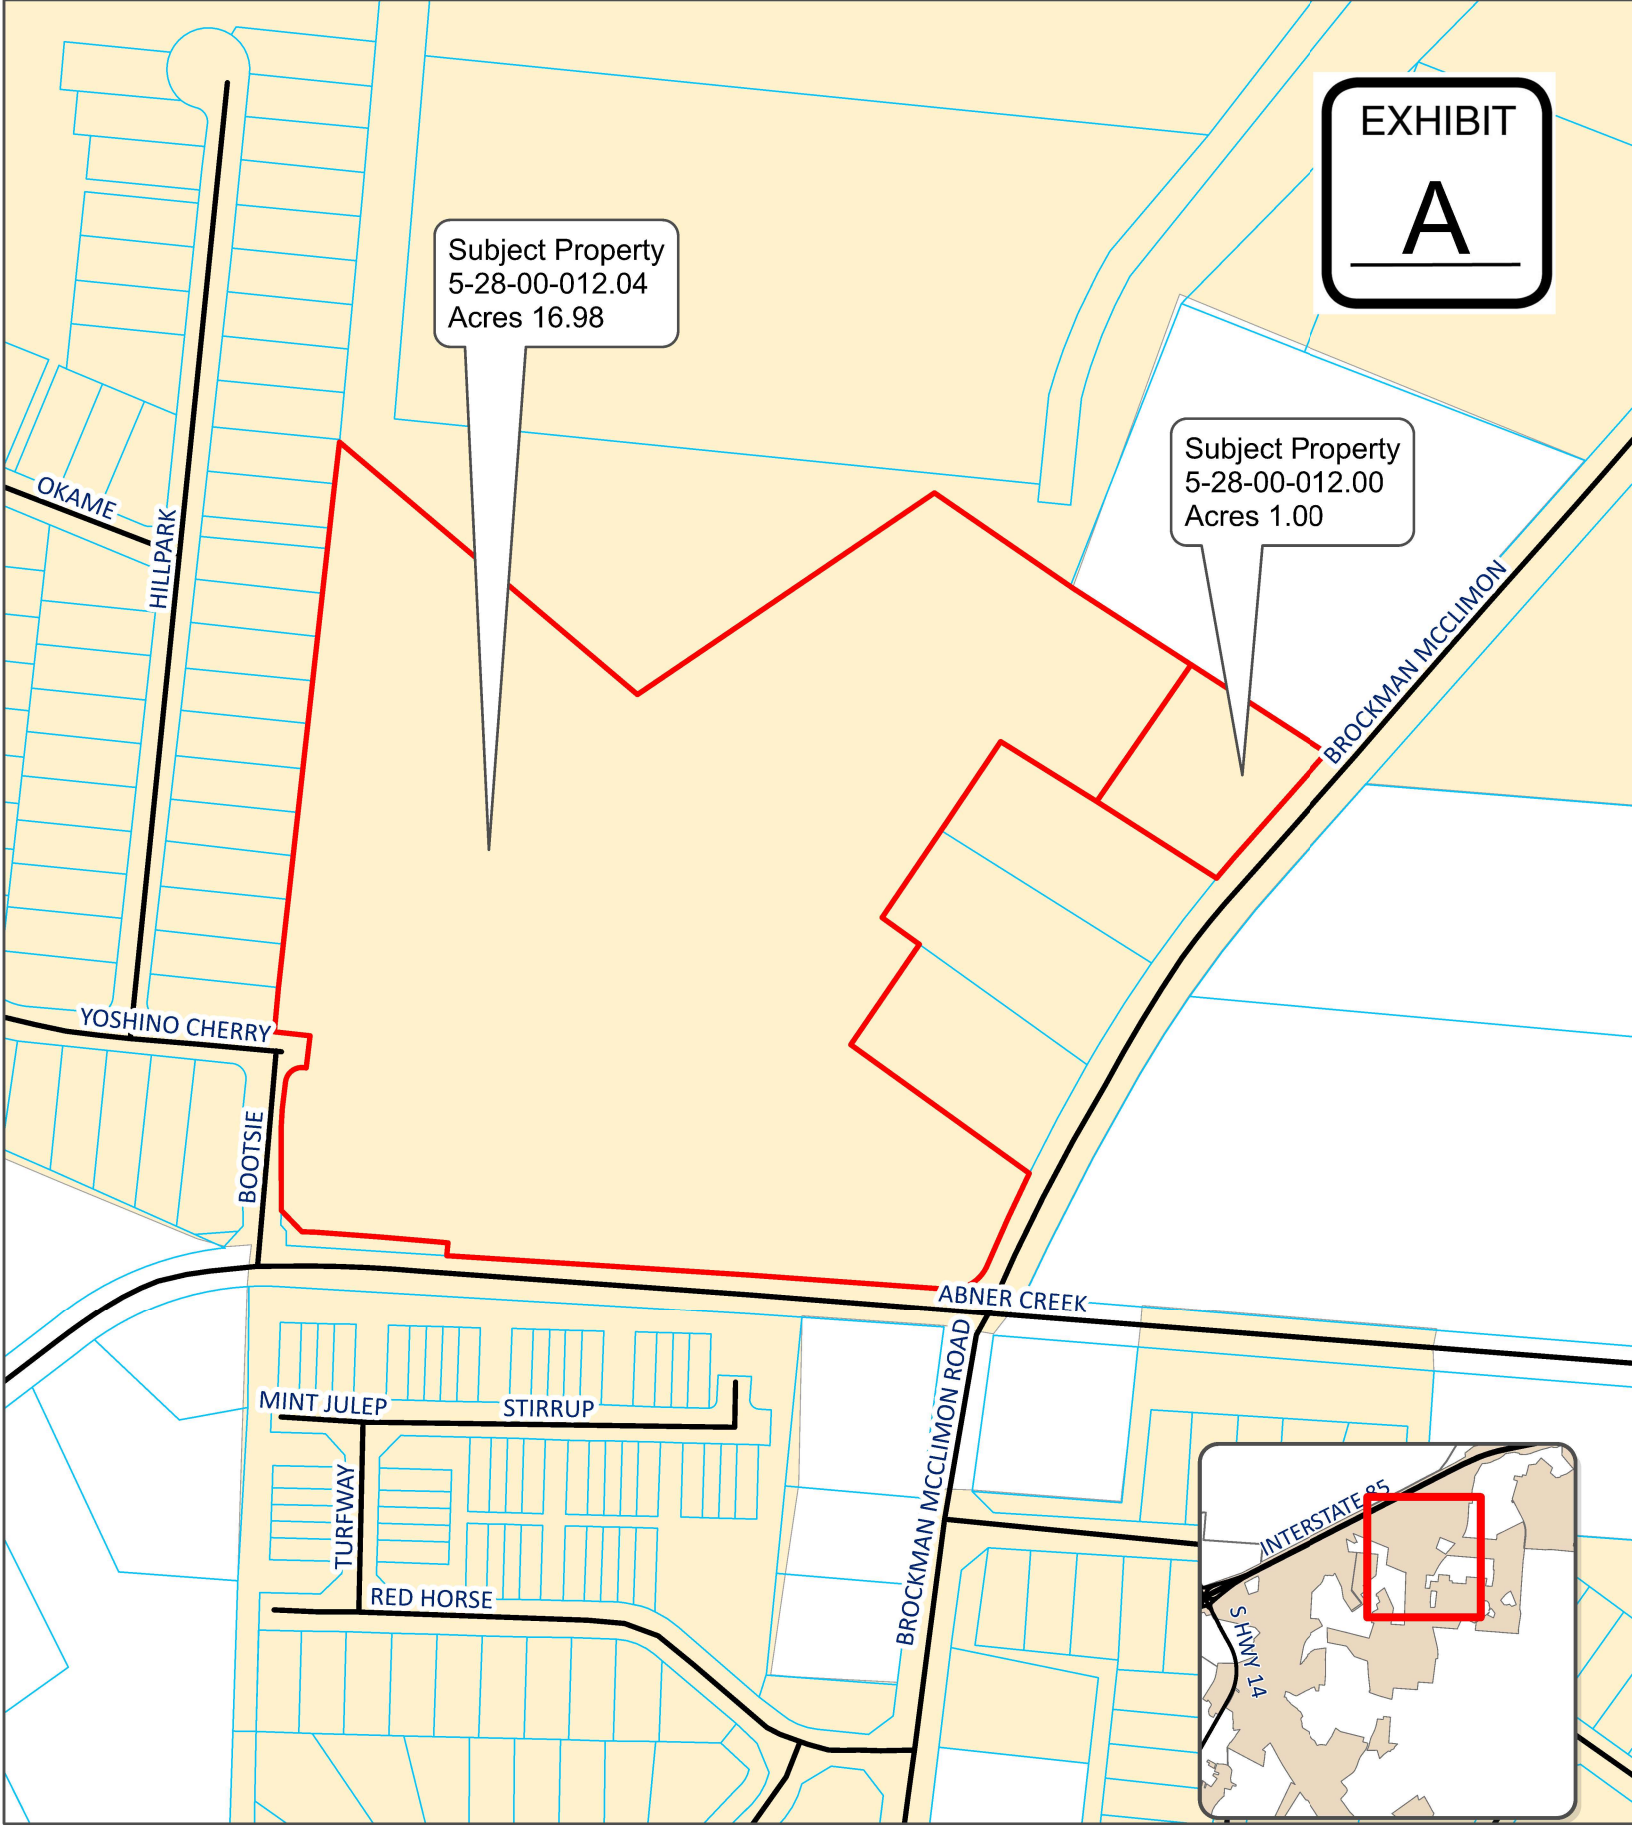 EXHIBIT
A
Subject Property
5-28-00-012.04
Acres 16.98
Subject Property
5-28-00-012.00
Acres 1.00
OKAME
HILLPARK
BROCKMAN MCCLIMON
YOSHINO CHERRY
BOOTSIE
ABNER CREEK
MINT JULEP
STIRRUP
BROCKMAN MCCLIMON ROAD
TURFWAY
RED HORSE
INTERSTATE 85
S HWY 14